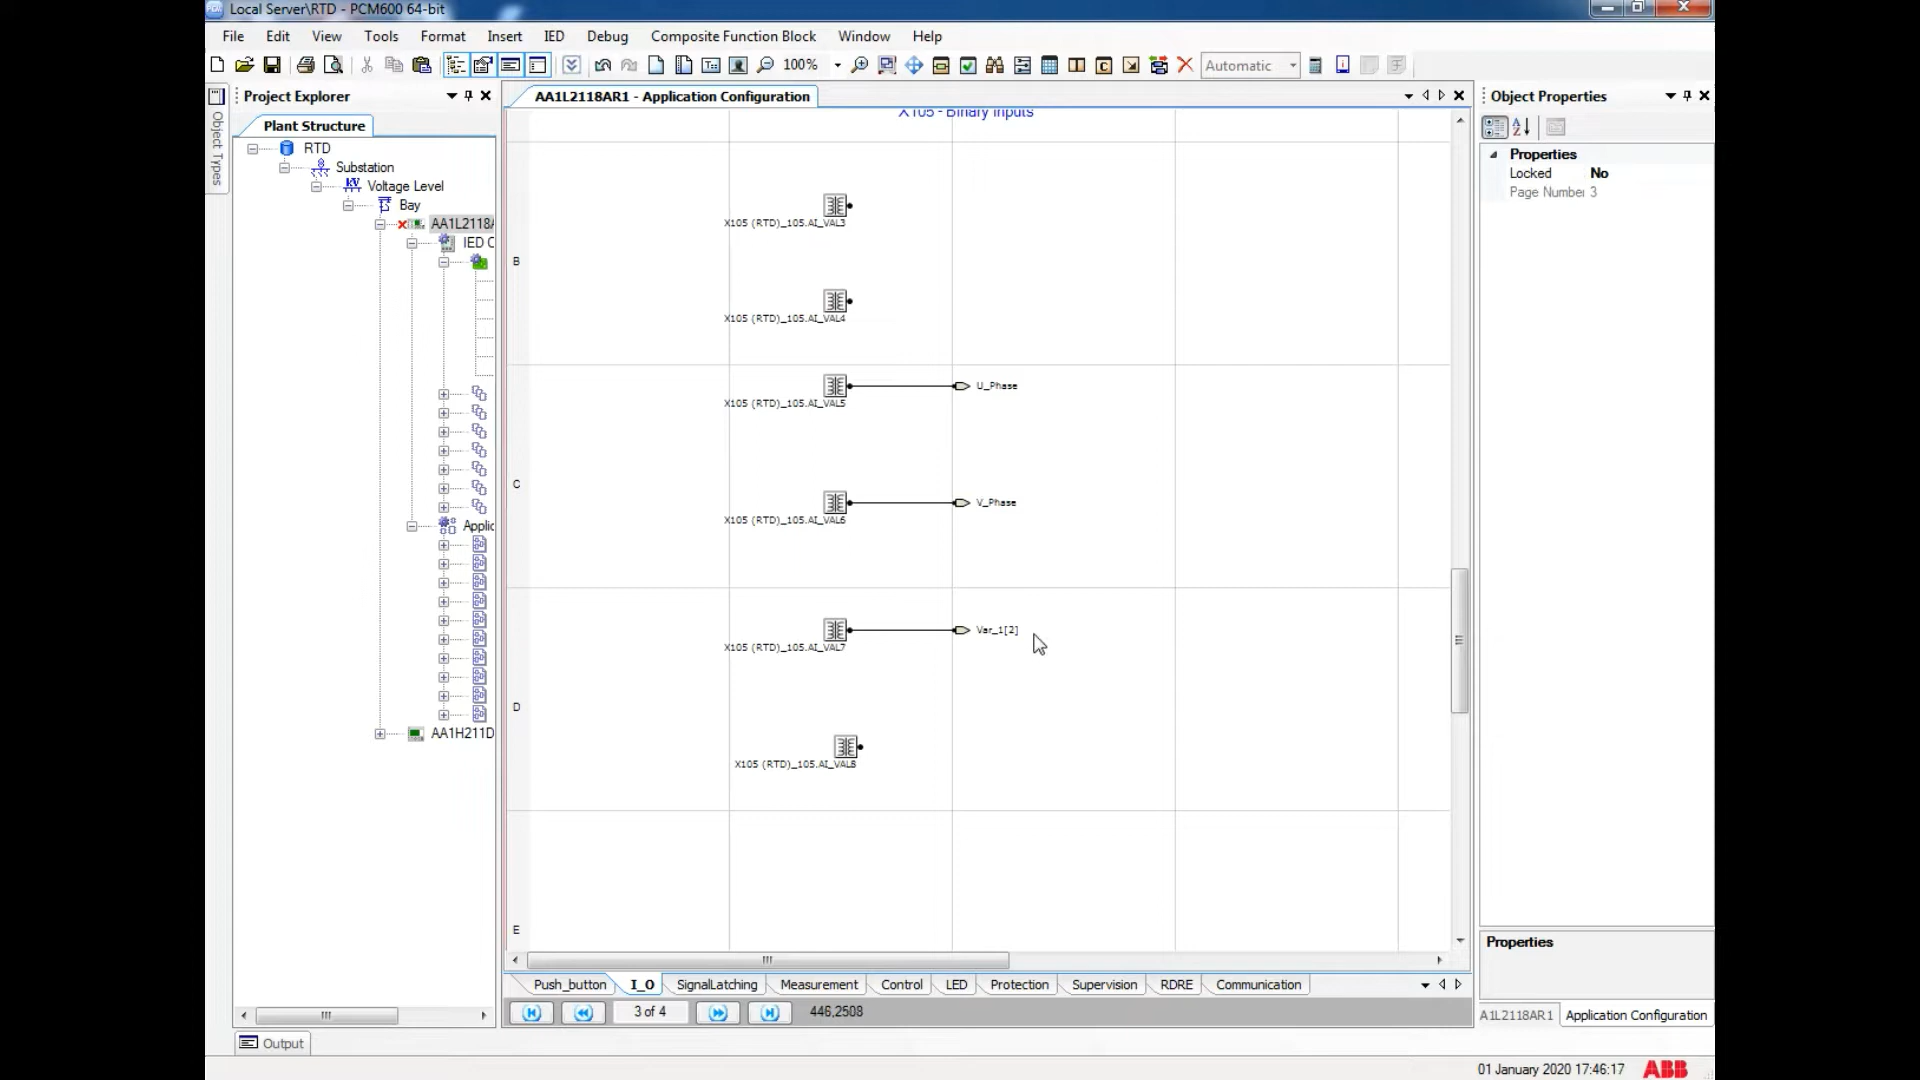 Local Server\RTD - PCM600 64-bit
File Edit View Tools Format Insert IED Debug Composite Function Block Window Help
100%
Automatic
Project Explorer
AA1L2118AR1 - Application Configuration
Object Properties
Object Types
Plant Structure
RTD
Substation
Voltage Level
Bay
AA1L2118A
IED C
Applic
AA1H211D
X105 - Binary Inputs
X105 (RTD)_105.AI_VAL3
B
X105 (RTD)_105.AI_VAL4
U_Phase
X105 (RTD)_105.AI_VAL5
C
V_Phase
X105 (RTD)_105.AI_VAL6
Var_1[2]
X105 (RTD)_105.AI_VAL7
D
X105 (RTD)_105.AI_VAL8
E
Properties
Locked No
Page Number 3
Properties
Push_button I_O SignalLatching Measurement Control LED Protection Supervision RDRE Communication
3 of 4
446,2508
A1L2118AR1 Application Configuration
Output
01 January 2020 17:46:17
ABB